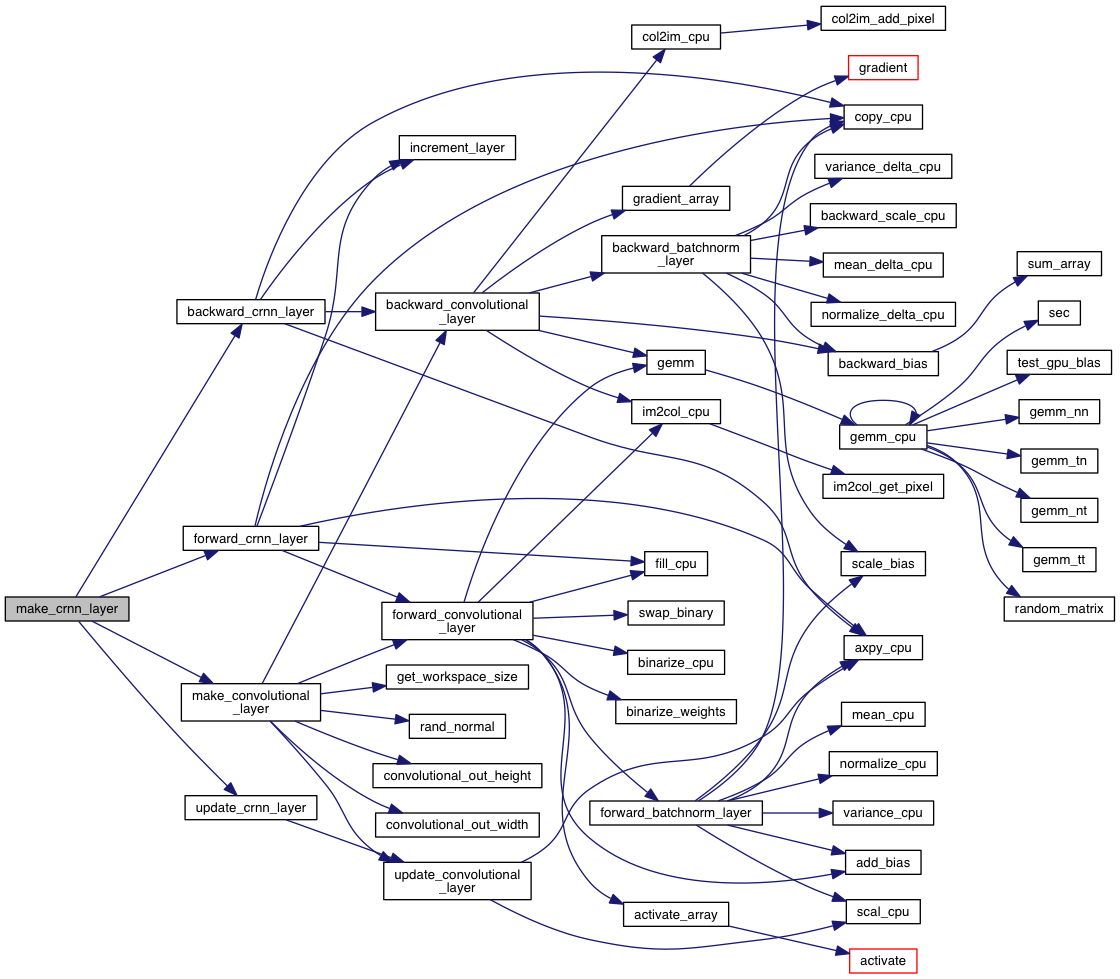 make_crnn_layer
backward_crnn_layer
forward_crnn_layer
make_convolutional
_layer
update_crnn_layer
increment_layer
backward_convolutional
_layer
forward_convolutional
_layer
get_workspace_size
rand_normal
convolutional_out_height
convolutional_out_width
update_convolutional
_layer
col2im_cpu
gradient_array
backward_batchnorm
_layer
gemm
im2col_cpu
fill_cpu
swap_binary
binarize_cpu
binarize_weights
forward_batchnorm_layer
activate_array
col2im_add_pixel
gradient
copy_cpu
variance_delta_cpu
backward_scale_cpu
mean_delta_cpu
normalize_delta_cpu
backward_bias
gemm_cpu
im2col_get_pixel
scale_bias
axpy_cpu
mean_cpu
normalize_cpu
variance_cpu
add_bias
scal_cpu
activate
sum_array
sec
test_gpu_blas
gemm_nn
gemm_tn
gemm_nt
gemm_tt
random_matrix